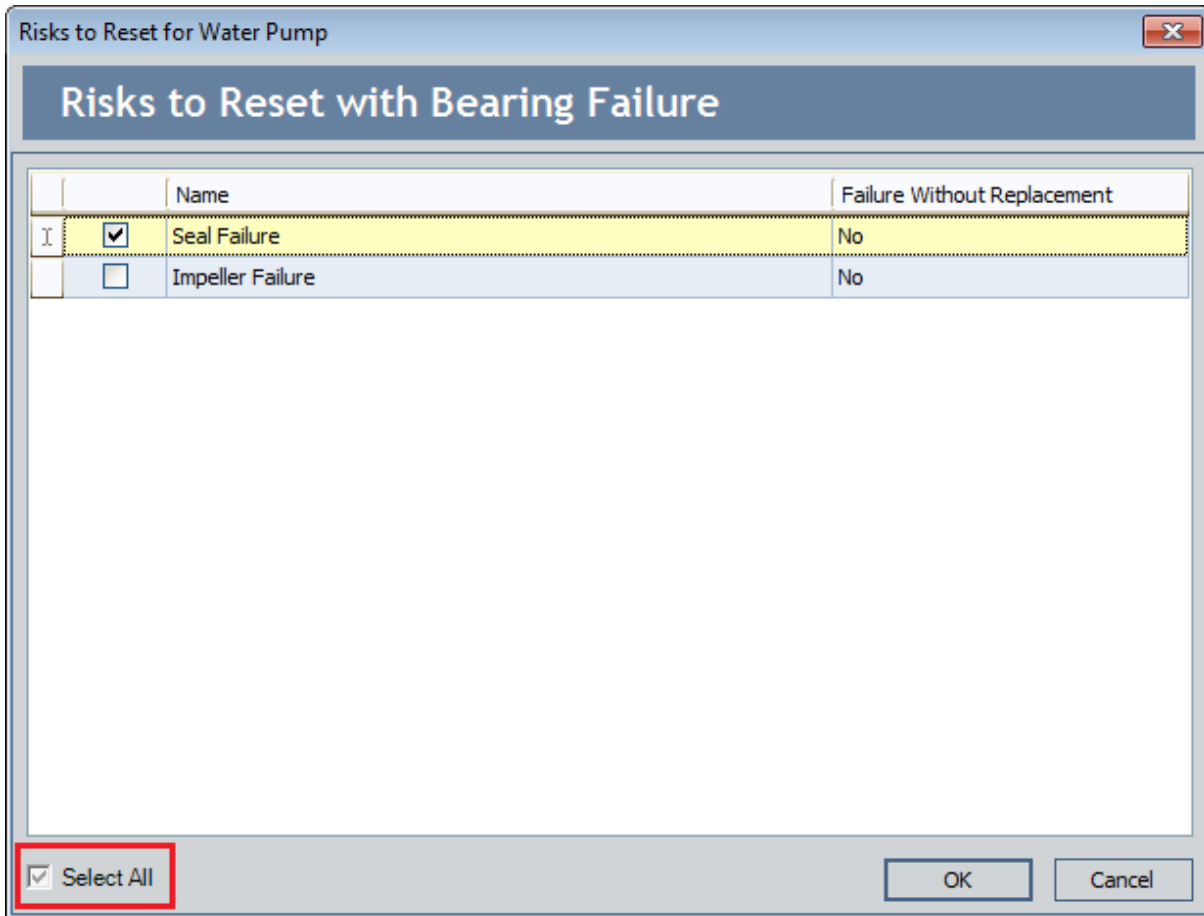 Risks to Reset for Water Pump
Risks to Reset with Bearing Failure
Name Failure Without Replacement
Seal Failure No
Impeller Failure No
Select All OK Cancel